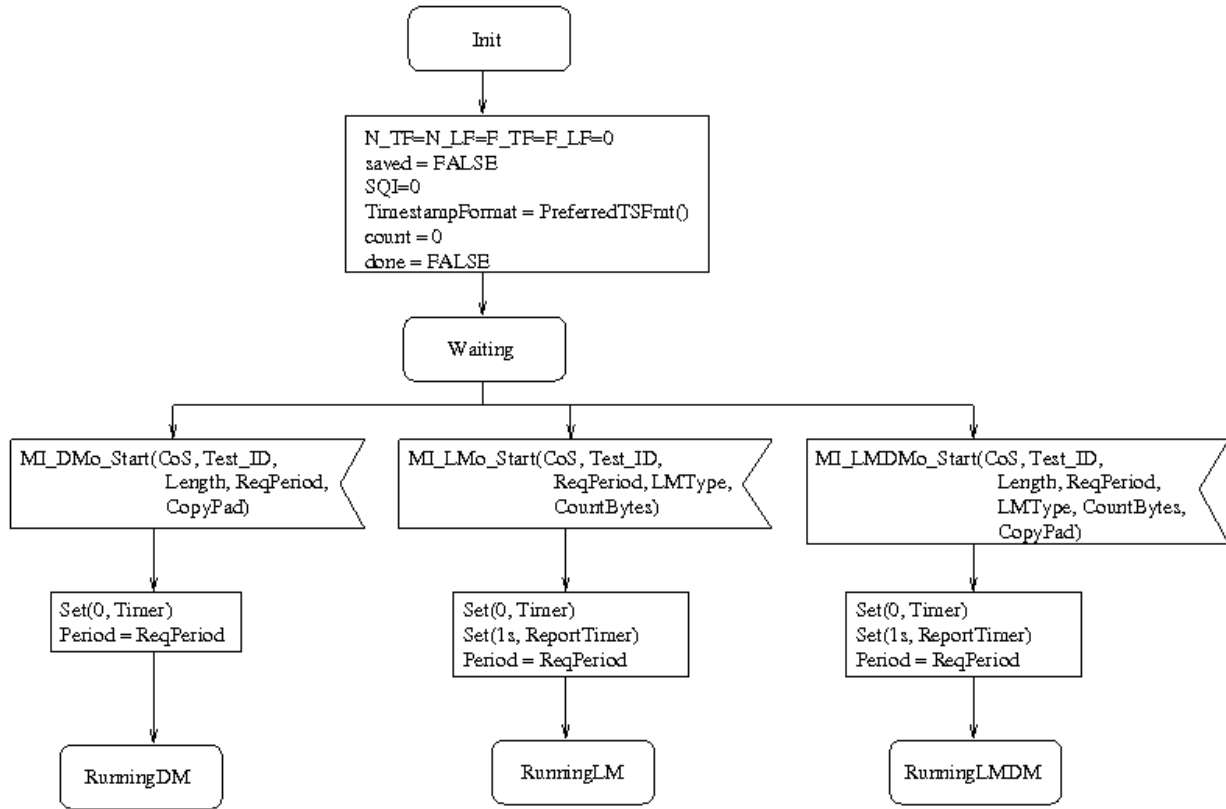 Init
N_TF=N_LF=F_TF=F_LF=0
saved = FALSE
SQI=0
TimestampFormat = PreferredTSFmt()
count = 0
done = FALSE
Waiting
MI_DMo_Start(CoS, Test_ID,
Length, ReqPeriod,
CopyPad)
MI_LMo_Start(CoS, Test_ID,
ReqPeriod, LMType,
CountBytes)
MI_LMDMo_Start(CoS, Test_ID,
Length, ReqPeriod,
LMType, CountBytes,
CopyPad)
Set(0, Timer)
Period = ReqPeriod
Set(0, Timer)
Set(1s, ReportTimer)
Period = ReqPeriod
Set(0, Timer)
Set(1s, ReportTimer)
Period = ReqPeriod
RunningDM
RunningLM
RunningLMDM